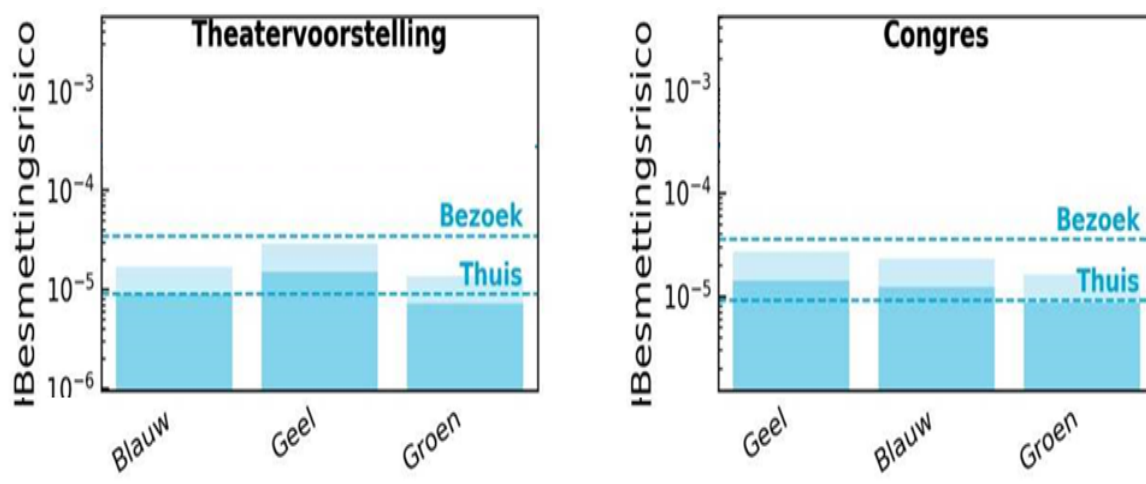 Theatervoorstelling
Besmettingsrisico
10⁻³
10⁻⁴
10⁻⁵
10⁻⁶
Bezoek
Thuis
Blauw
Geel
Groen
Congres
Besmettingsrisico
10⁻³
10⁻⁴
10⁻⁵
Bezoek
Thuis
Geel
Blauw
Groen